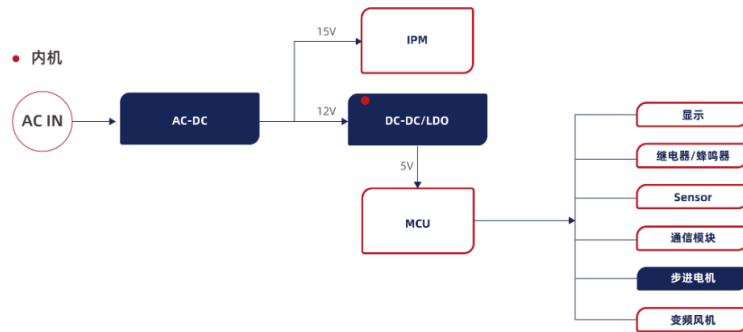 15V
IPM
内机
AC IN
AC-DC
12V
DC-DC/LDO
显示
5V
继电器/蜂鸣器
MCU
Sensor
通信模块
步进电机
变频风机